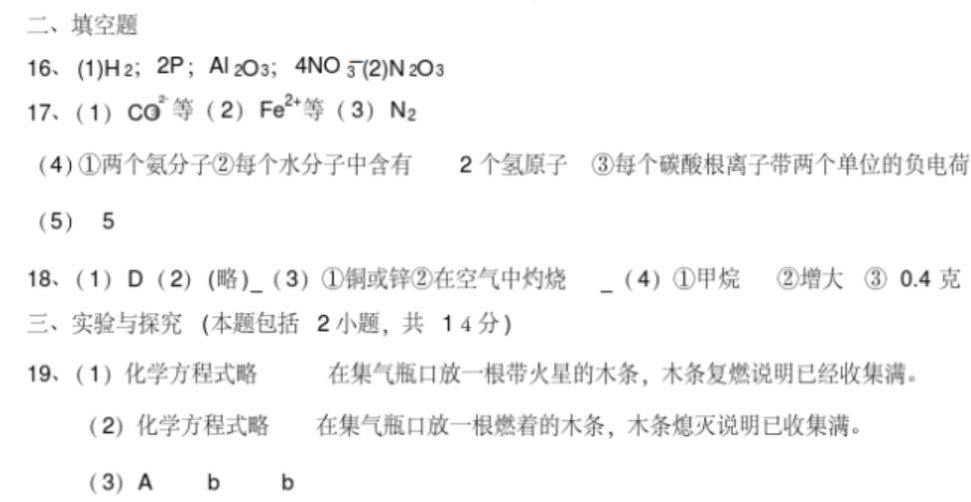 二、填空题
16、(1)H2; 2P; Al2O3; 4NO3⁻(2)N2O3
17、(1) CO²⁻等 (2) Fe²⁺等 (3) N2
(4)①两个氨分子②每个水分子中含有 2 个氢原子 ③每个碳酸根离子带两个单位的负电荷
(5) 5
18、(1) D (2) (略)_ (3) ①铜或锌②在空气中灼烧 _ (4) ①甲烷 ②增大 ③ 0.4 克
三、实验与探究 (本题包括 2小题, 共 14分)
19、(1) 化学方程式略 在集气瓶口放一根带火星的木条, 木条复燃说明已经收集满。
(2) 化学方程式略 在集气瓶口放一根燃着的木条, 木条熄灭说明已收集满。
(3) A b b